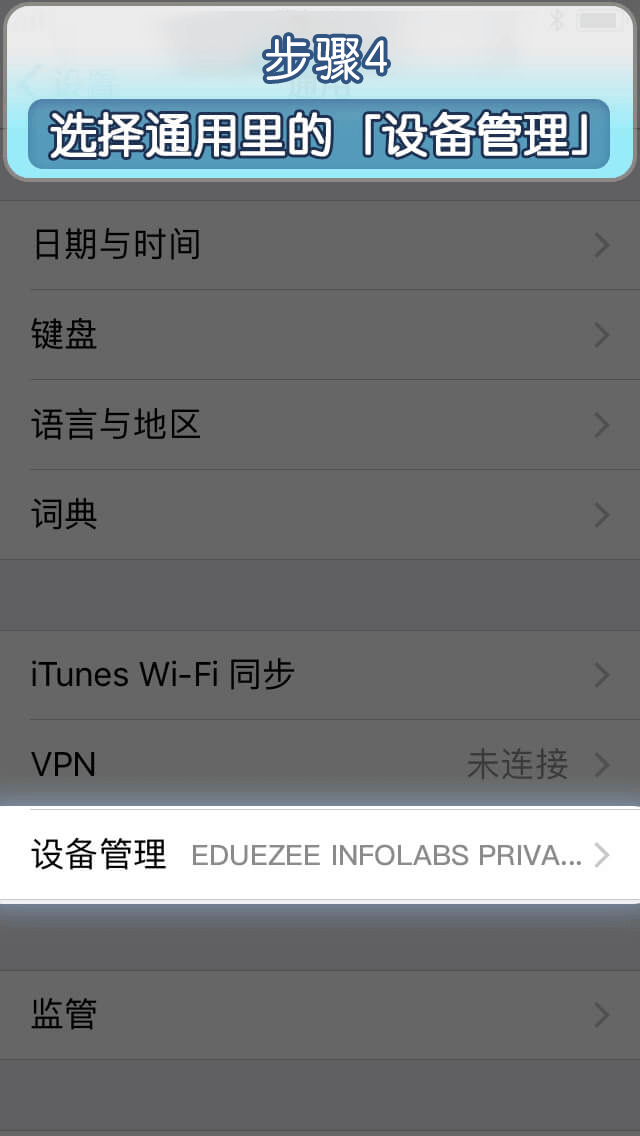 步骤4
选择通用里的「设备管理」
日期与时间
键盘
语言与地区
词典
iTunes Wi-Fi 同步
VPN 未连接
设备管理 EDUEZEE INFOLABS PRIVA...
监管